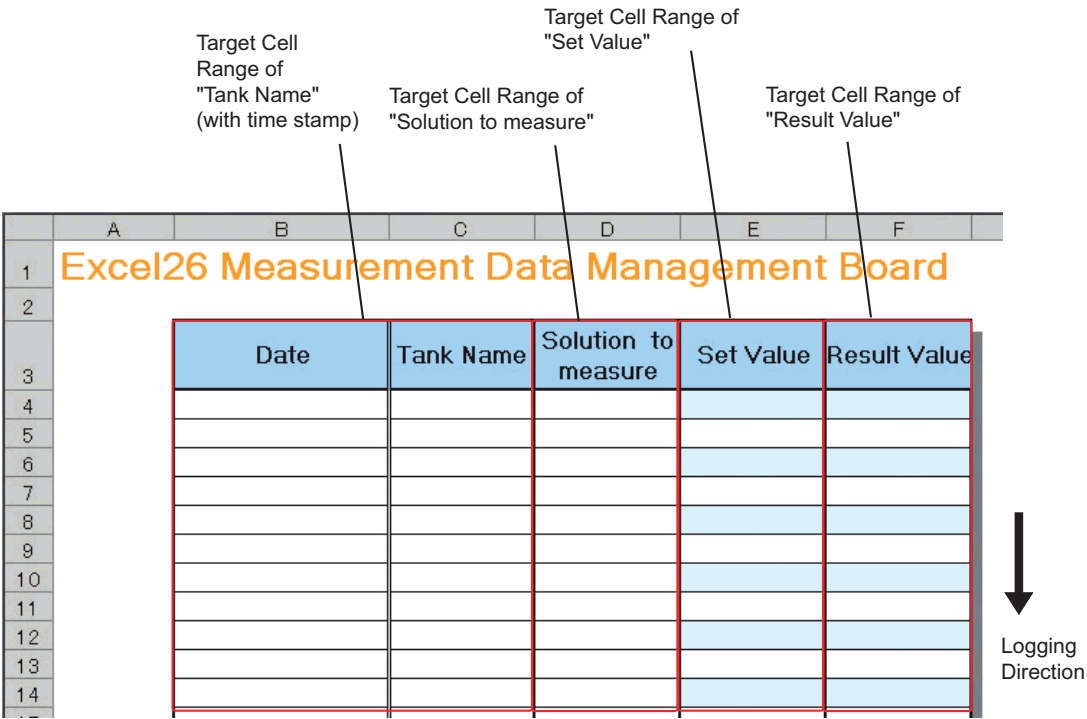 Target Cell Range of
"Set Value"
Target Cell
Range of
"Tank Name"
(with time stamp)
Target Cell Range of
"Solution to measure"
Target Cell Range of
"Result Value"
A B C D E F
1 Excel26 Measurement Data Management Board
2
3 Date Tank Name Solution to measure Set Value Result Value
4
5
6
7
8
9
10
11
12
13
14
Logging
Direction